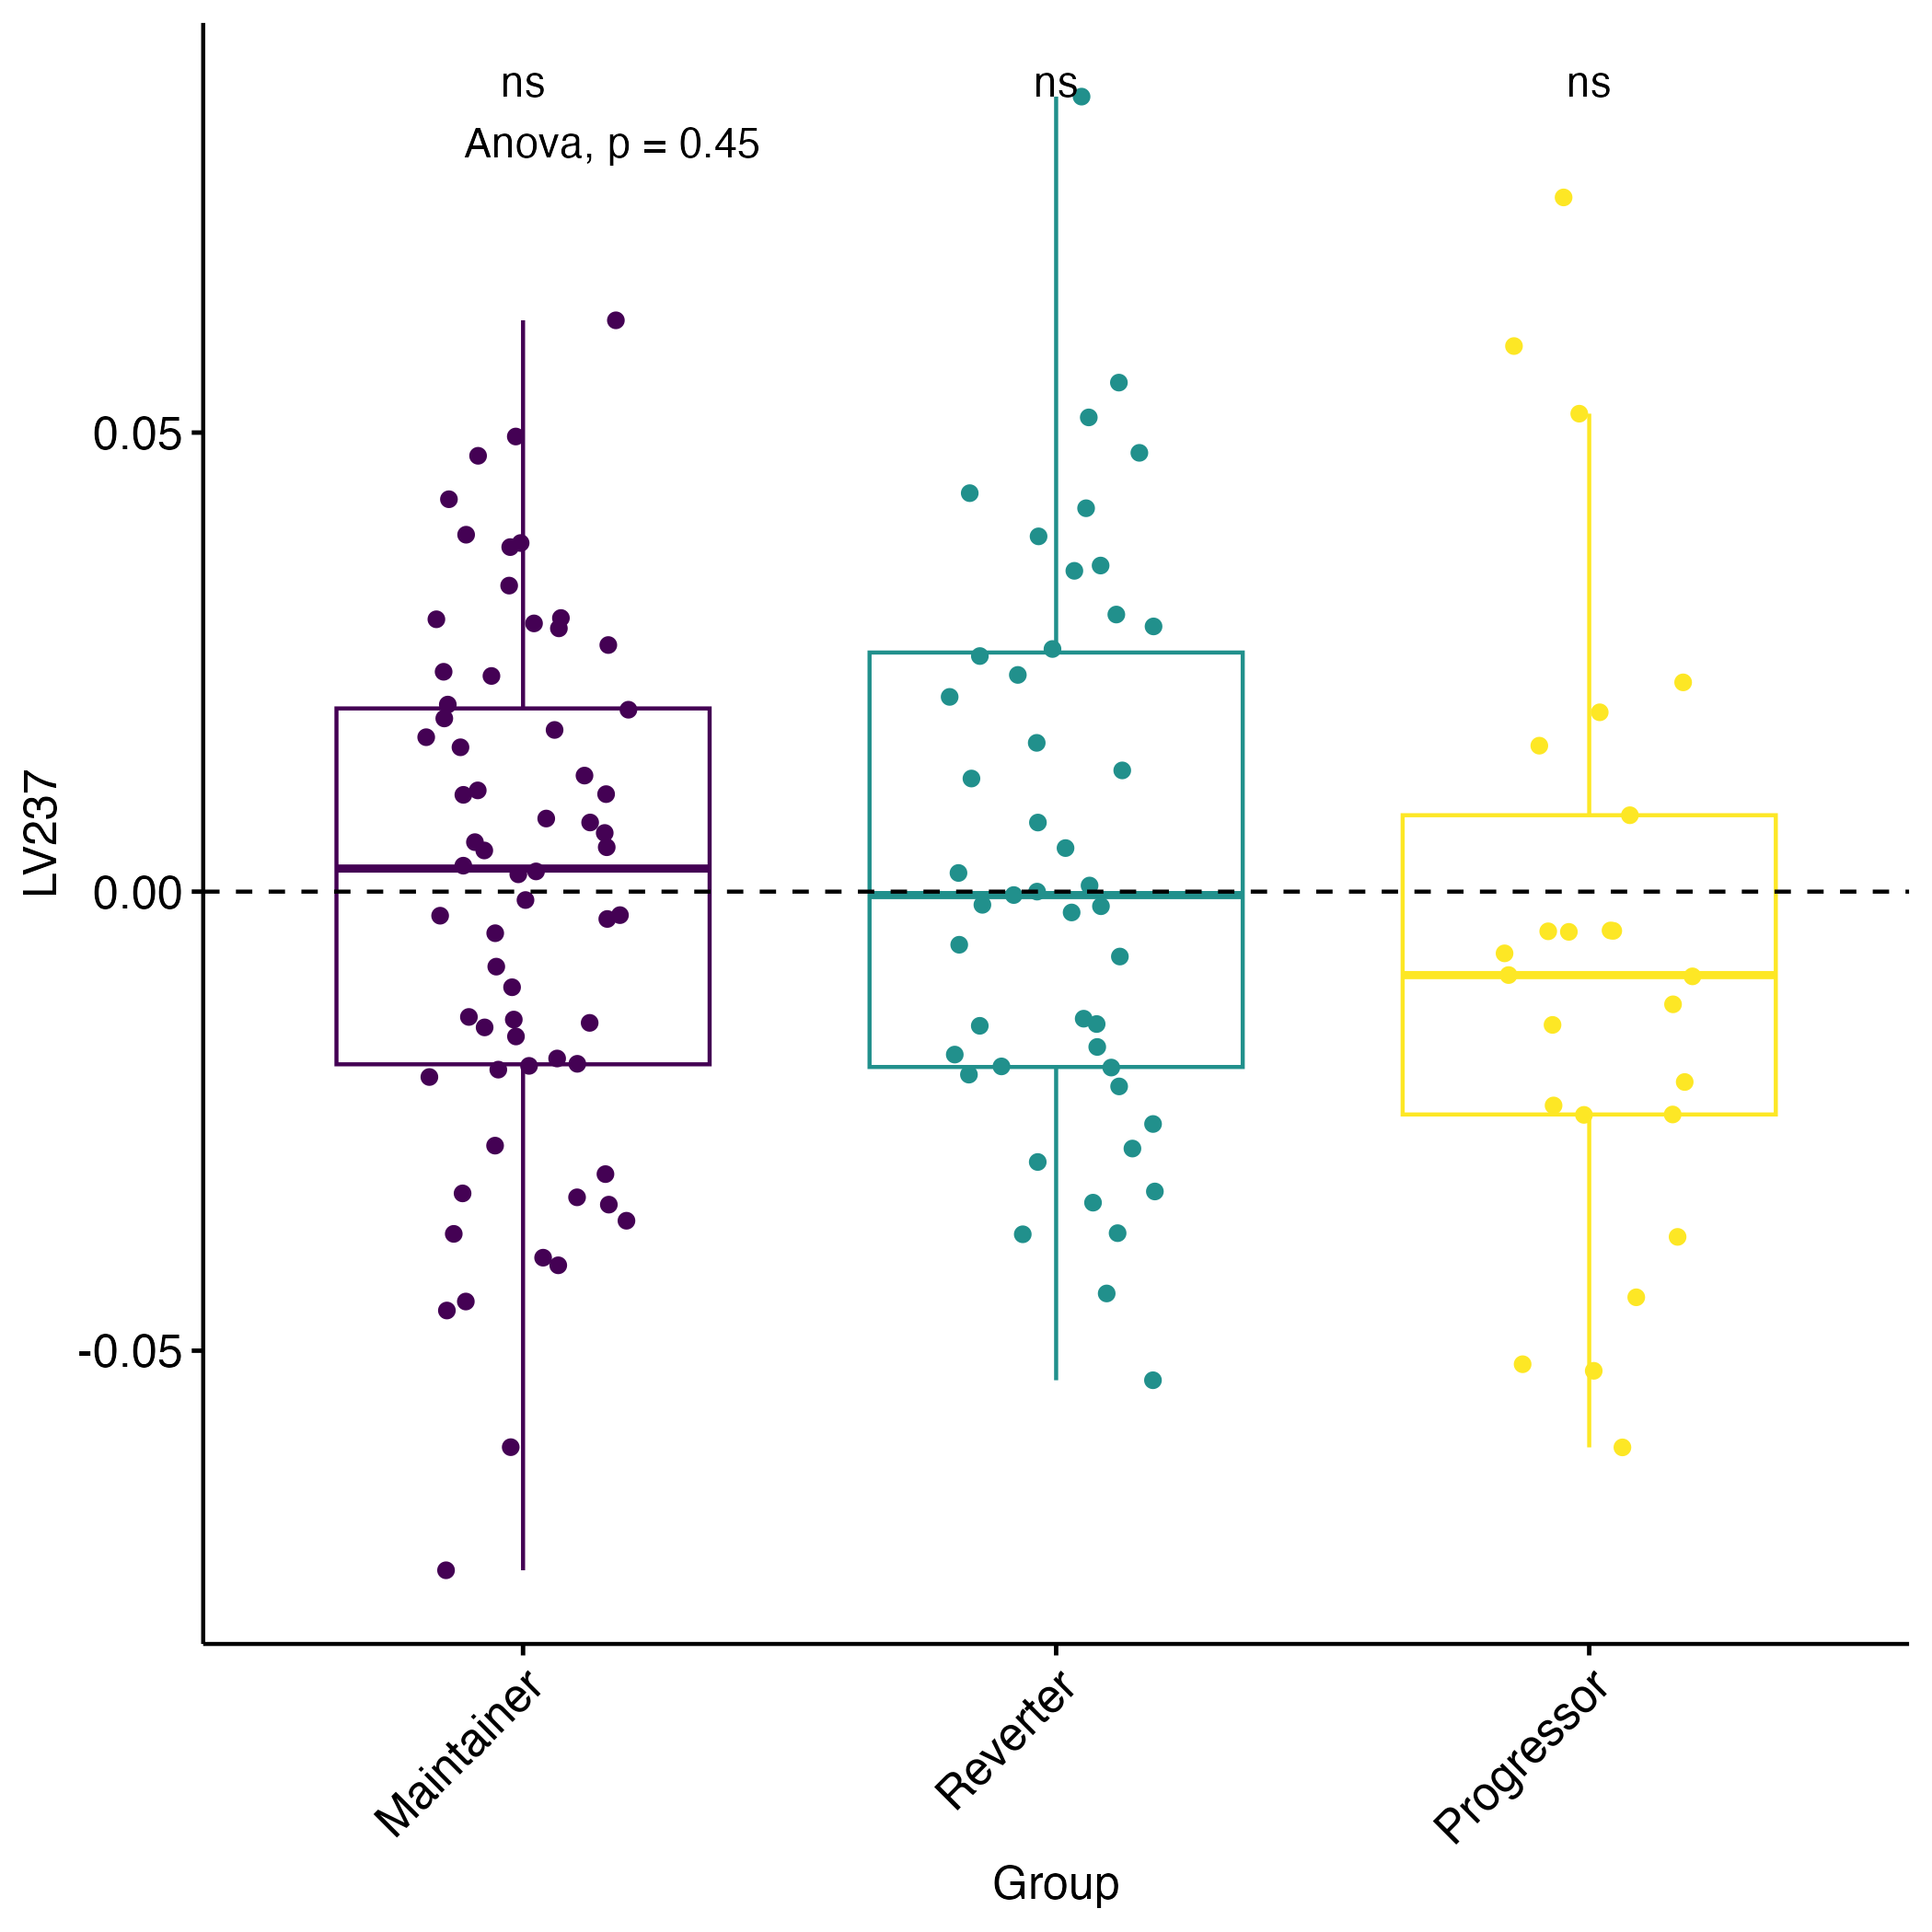 ns ns ns
Anova, p = 0.45
LV237
0.05
0.00
-0.05
Maintainer
Reverter
Progressor
Group